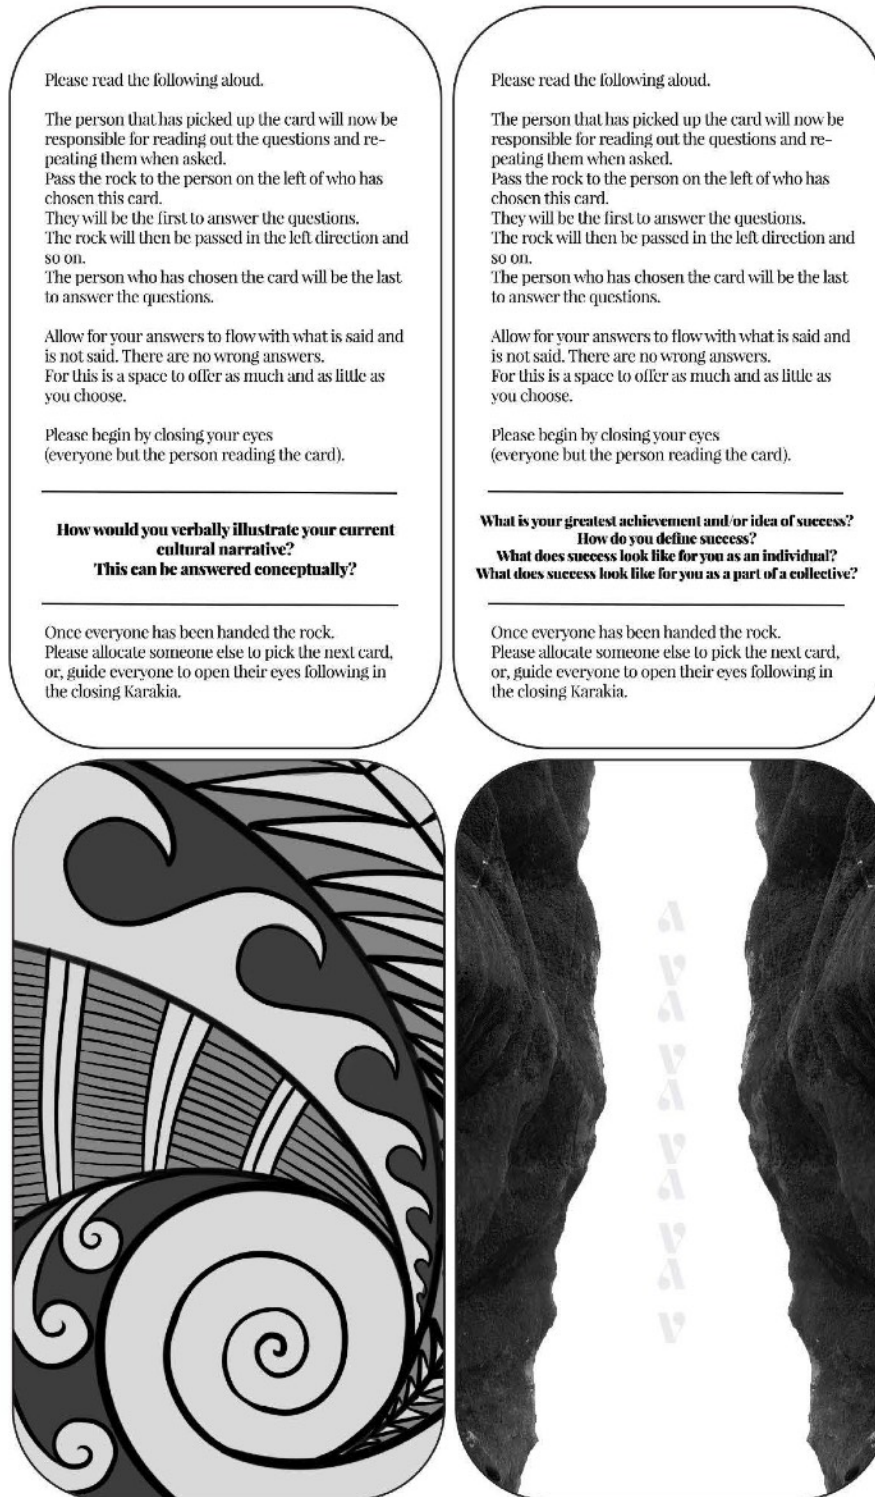 Please read the following aloud.
The person that has picked up the card will now be
responsible for reading out the questions and re-
peating them when asked.
Pass the rock to the person on the left of who has
chosen this card.
They will be the first to answer the questions.
The rock will then be passed in the left direction and
so on.
The person who has chosen the card will be the last
to answer the questions.
Allow for your answers to flow with what is said and
is not said. There are no wrong answers.
For this is a space to offer as much and as little as
you choose.
Please begin by closing your eyes
(everyone but the person reading the card).
How would you verbally illustrate your current
cultural narrative?
This can be answered conceptually?
Once everyone has been handed the rock.
Please allocate someone else to pick the next card,
or, guide everyone to open their eyes following in
the closing Karakia.
Please read the following aloud.
The person that has picked up the card will now be
responsible for reading out the questions and re-
peating them when asked.
Pass the rock to the person on the left of who has
chosen this card.
They will be the first to answer the questions.
The rock will then be passed in the left direction and
so on.
The person who has chosen the card will be the last
to answer the questions.
Allow for your answers to flow with what is said and
is not said. There are no wrong answers.
For this is a space to offer as much and as little as
you choose.
Please begin by closing your eyes
(everyone but the person reading the card).
What is your greatest achievement and/or idea of success?
How do you define success?
What does success look like for you as an individual?
What does success look like for you as a part of a collective?
Once everyone has been handed the rock.
Please allocate someone else to pick the next card,
or, guide everyone to open their eyes following in
the closing Karakia.
A
v
A
v
A
v
A
v
A
v